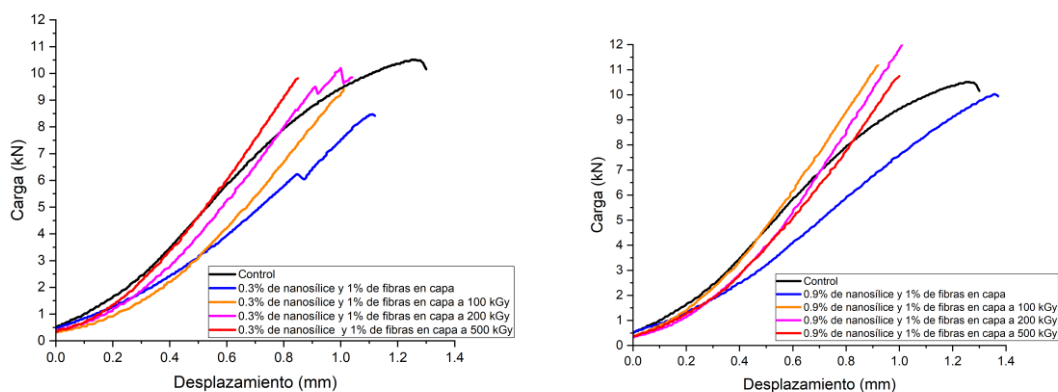 12
11
10
9
8
7
6
5
4
3
2
1
0
Carga (kN)
Control
0.3% de nanosílice y 1% de fibras en capa
0.3% de nanosílice y 1% de fibras en capa a 100 kGy
0.3% de nanosílice y 1% de fibras en capa a 200 kGy
0.3% de nanosílice y 1% de fibras en capa a 500 kGy
0.0 0.2 0.4 0.6 0.8 1.0 1.2 1.4
Desplazamiento (mm)
12
11
10
9
8
7
6
5
4
3
2
1
0
Carga (kN)
Control
0.9% de nanosílice y 1% de fibras en capa
0.9% de nanosílice y 1% de fibras en capa a 100 kGy
0.9% de nanosílice y 1% de fibras en capa a 200 kGy
0.9% de nanosílice y 1% de fibras en capa a 500 kGy
0.0 0.2 0.4 0.6 0.8 1.0 1.2 1.4
Desplazamiento (mm)